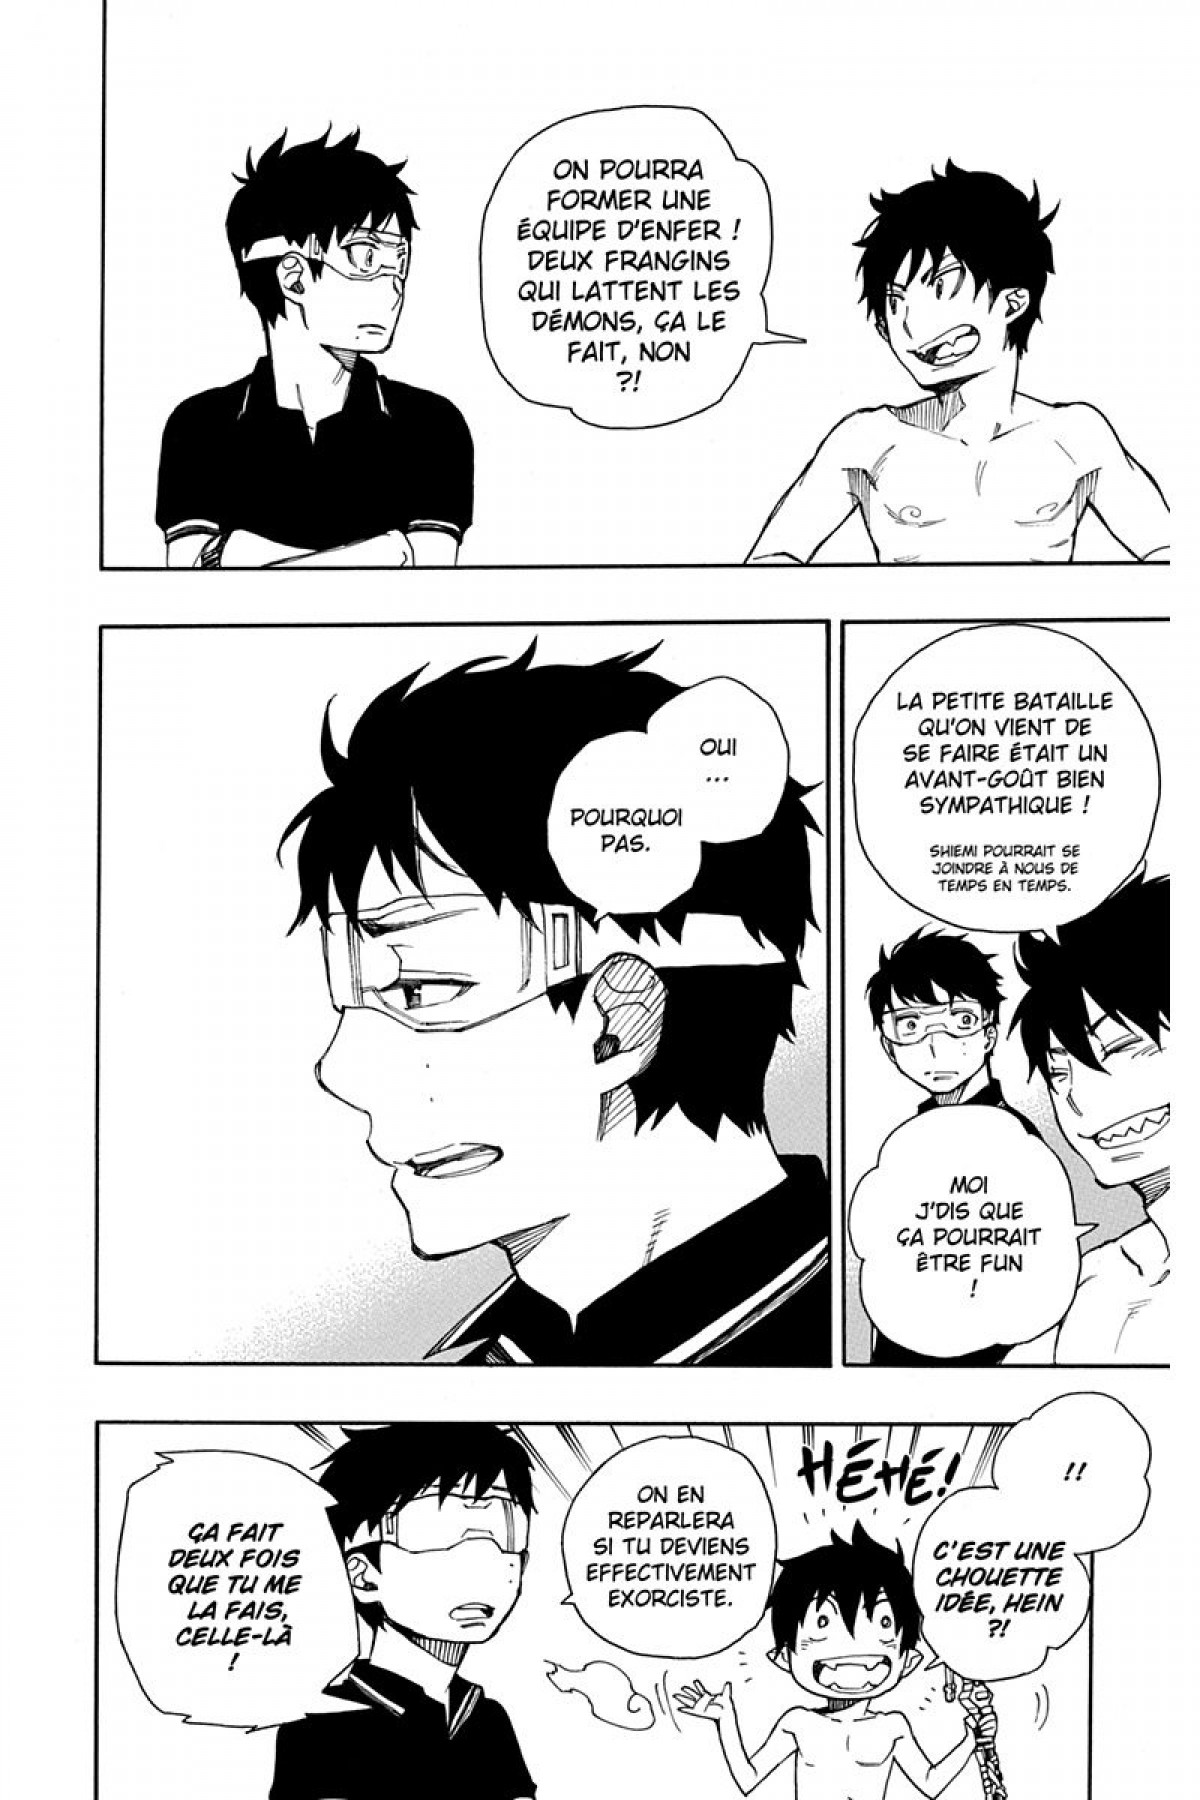 ON POURRA
FORMER UNE
ÉQUIPE D'ENFER !
DEUX FRANGINS
QUI LATTENT LES
DÉMONS, ÇA LE
FAIT, NON
?!
LA PETITE BATAILLE
QU'ON VIENT DE
SE FAIRE ÉTAIT UN
AVANT-GOÛT BIEN
SYMPATHIQUE !
SHIEMI POURRAIT SE
JOINDRE À NOUS DE
TEMPS EN TEMPS.
MOI
J'DIS QUE
ÇA POURRAIT
ÊTRE FUN
!
OUI
...
POURQUOI
PAS.
!!
C'EST UNE
CHOUETTE
IDÉE, HEIN
?!
HÉHÉ!
ON EN
REPARLERA
SI TU DEVIENS
EFFECTIVEMENT
EXORCISTE.
ÇA FAIT
DEUX FOIS
QUE TU ME
LA FAIS,
CELLE-LÀ
!